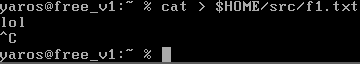 yaros@free_v1:~ % cat > $HOME/src/f1.txt
lol
^C
yaros@free_v1:~ %